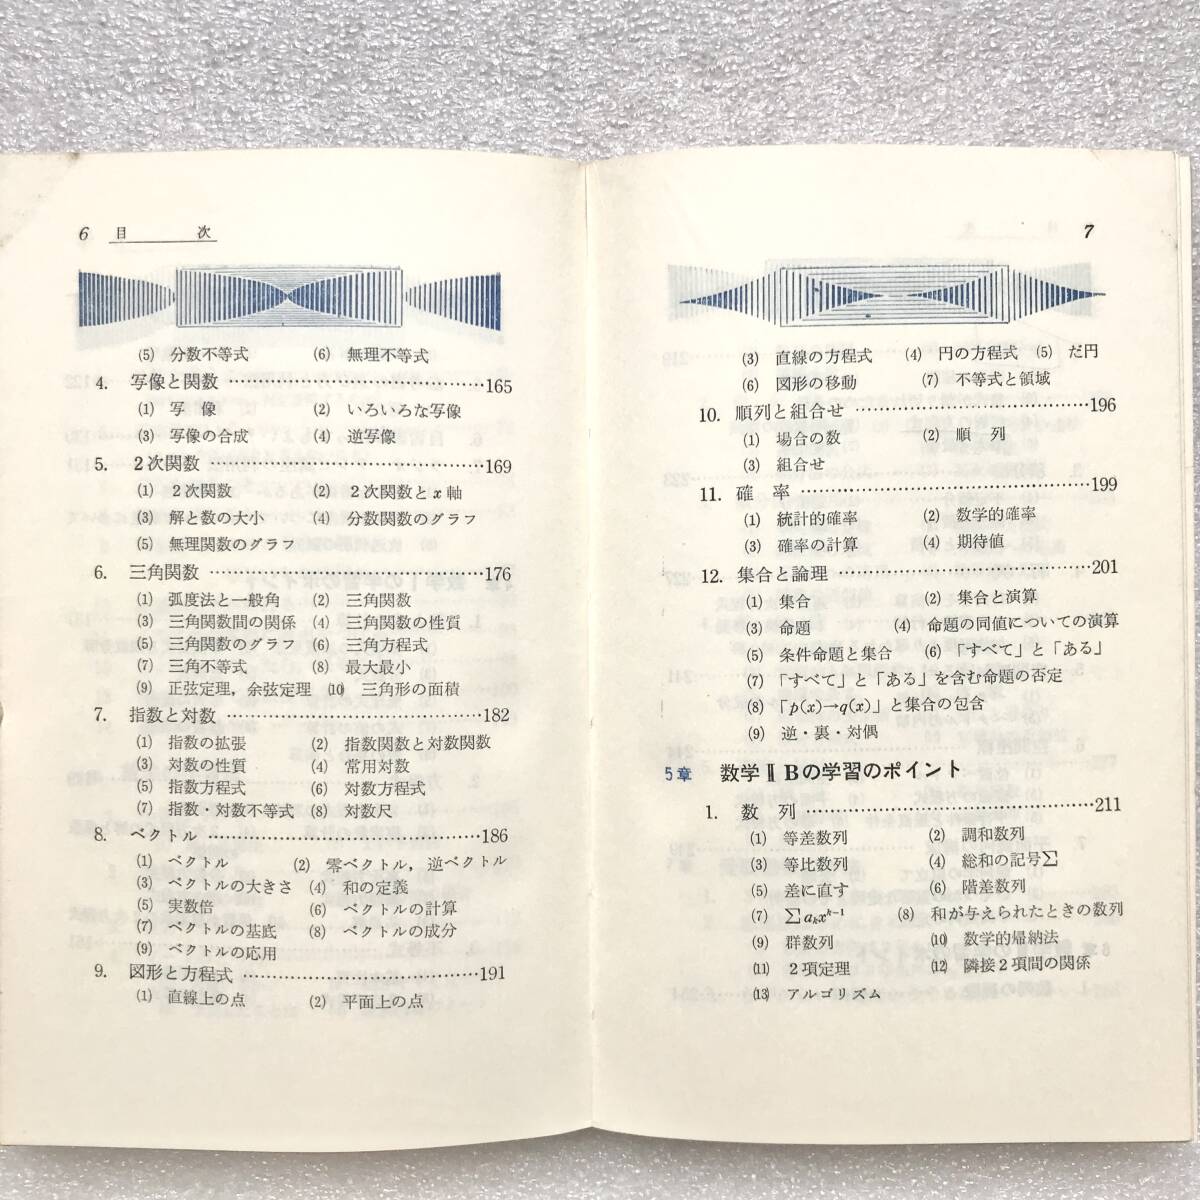 6 目 次
(5) 分数不等式 (6) 無理不等式
4. 写像と関数 ……………………………165
(1) 写 像 (2) いろいろな写像
(3) 写像の合成 (4) 逆写像
5. 2次関数 ……………………………169
(1) 2次関数 (2) 2次関数と x 軸
(3) 解と数の大小 (4) 分数関数のグラフ
(5) 無理関数のグラフ
6. 三角関数 ……………………………176
(1) 弧度法と一般角 (2) 三角関数
(3) 三角関数間の関係 (4) 三角関数の性質
(5) 三角関数のグラフ (6) 三角方程式
(7) 三角不等式 (8) 最大最小
(9) 正弦定理，余弦定理 (10) 三角形の面積
7. 指数と対数 ……………………………182
(1) 指数の拡張 (2) 指数関数と対数関数
(3) 対数の性質 (4) 常用対数
(5) 指数方程式 (6) 対数方程式
(7) 指数・対数不等式 (8) 対数尺
8. ベクトル ……………………………186
(1) ベクトル (2) 零ベクトル，逆ベクトル
(3) ベクトルの大きさ (4) 和の定義
(5) 実数倍 (6) ベクトルの計算
(7) ベクトルの基底 (8) ベクトルの成分
(9) ベクトルの応用
9. 図形と方程式 ……………………………191
(1) 直線上の点 (2) 平面上の点
7
(3) 直線の方程式 (4) 円の方程式 (5) だ円
(6) 図形の移動 (7) 不等式と領域
10. 順列と組合せ ……………………………196
(1) 場合の数 (2) 順 列
(3) 組合せ
11. 確 率 ……………………………199
(1) 統計的確率 (2) 数学的確率
(3) 確率の計算 (4) 期待値
12. 集合と論理 ……………………………201
(1) 集合 (2) 集合と演算
(3) 命題 (4) 命題の同値についての演算
(5) 条件命題と集合 (6) 「すべて」と「ある」
(7) 「すべて」と「ある」を含む命題の否定
(8) 「p(x)→q(x)」と集合の包含
(9) 逆・裏・対偶
5章 数学ⅡBの学習のポイント
1. 数 列 ……………………………211
(1) 等差数列 (2) 調和数列
(3) 等比数列 (4) 総和の記号Σ
(5) 差に直す (6) 階差数列
(7) Σaₖxᵏ⁻¹ (8) 和が与えられたときの数列
(9) 群数列 (10) 数学的帰納法
(11) 2項定理 (12) 隣接2項間の関係
(13) アルゴリズム